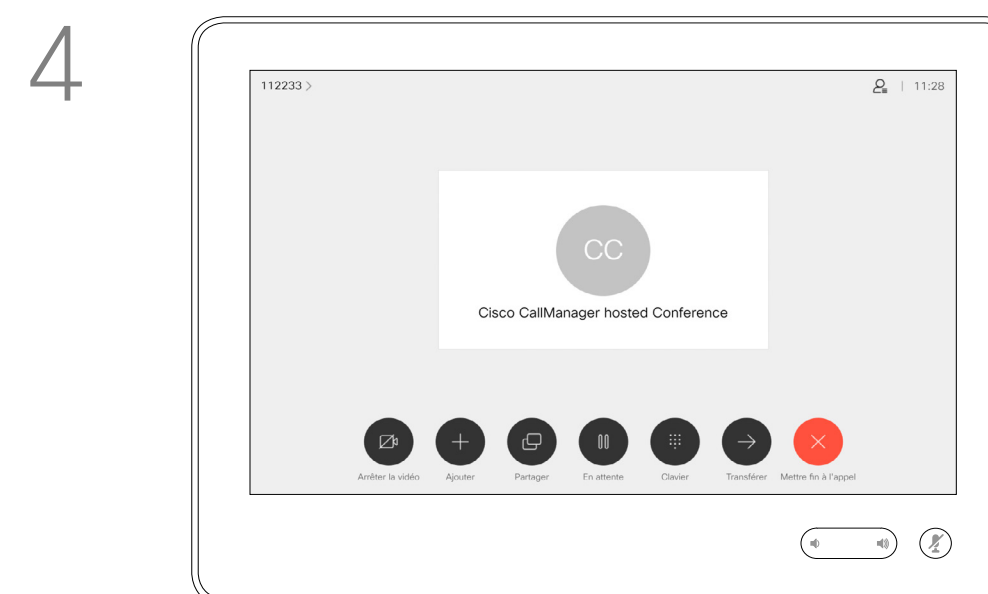 4
112233 >
| 11:28
CC
Cisco CallManager hosted Conference
Arrêter la vidéo
Ajouter
Partager
En attente
Clavier
Transférer
Mettre fin à l'appel